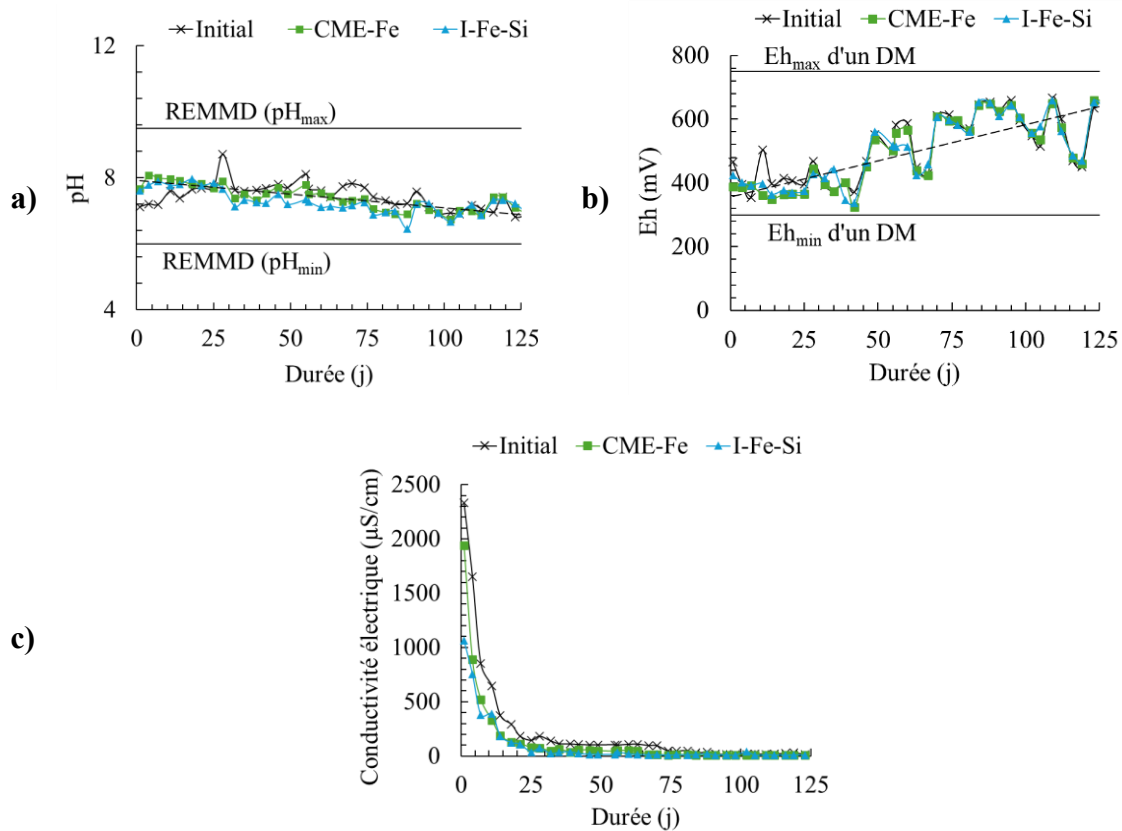 a)
Initial CME-Fe I-Fe-Si
12
REMMD (pHmax)
8
pH
REMMD (pHmin)
4
0 25 50 75 100 125
Durée (j)
b)
Initial CME-Fe I-Fe-Si
Ehmax d'un DM
800
600
400
200
0
Eh (mV)
Ehmin d'un DM
0 25 50 75 100 125
Durée (j)
c)
Initial CME-Fe I-Fe-Si
2500
2000
1500
1000
500
0
Conductivité électrique (µS/cm)
0 25 50 75 100 125
Durée (j)